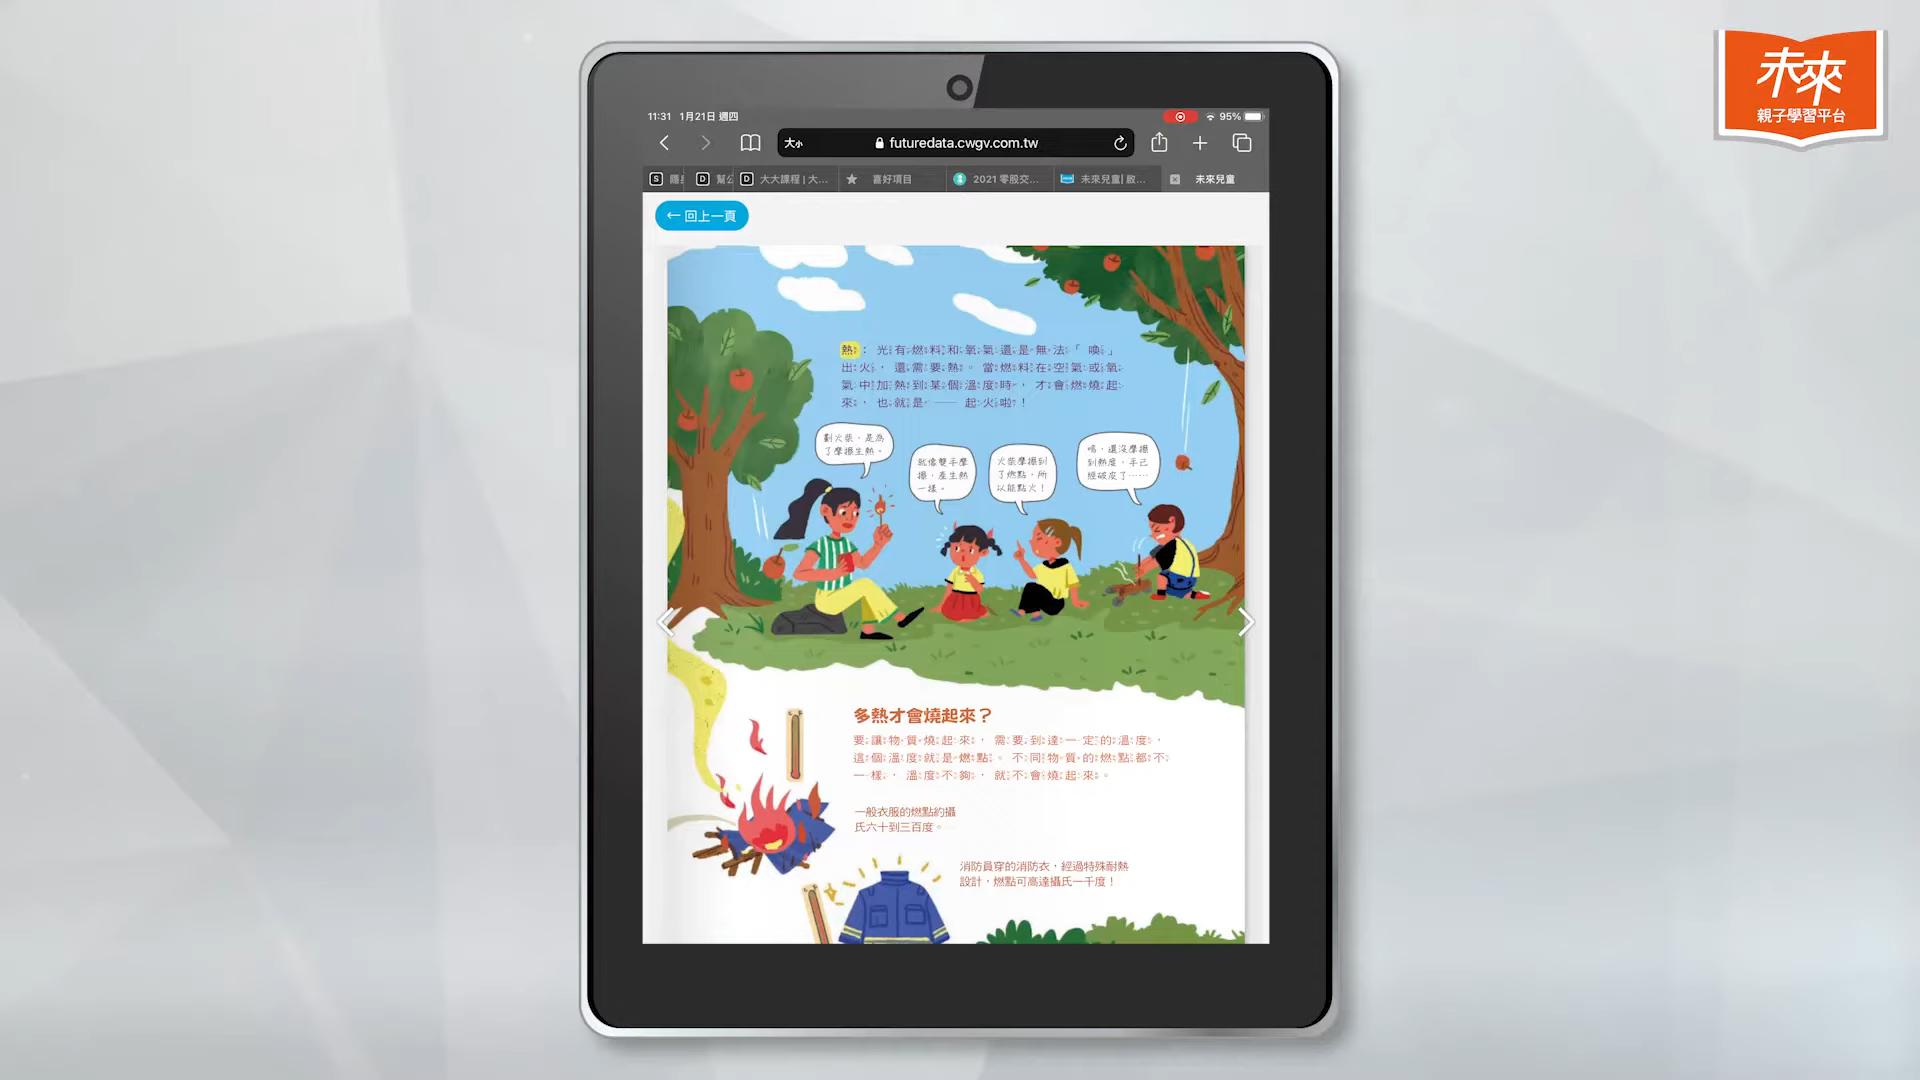 未來
親子學習平台
11:31 1月21日 週四
95%
大小
futuredata.cwgv.com.tw
大大課程 | 大...
喜好項目
2021 零股交...
未來兒童| 啟...
未來兒童
← 回上一頁
熱：光有燃料和氧氣還是無法「喚」
出火，還需要熱。當燃料在空氣或氧
氣中加熱到某個溫度時，才會燃燒起
來，也就是——起火啦！
劃火柴，是為
了摩擦生熱。
就像雙手摩
擦，產生熱
一樣。
火柴摩擦到
了燃點，所
以能點火！
嗚，還沒摩擦
到熱度，手已
經破皮了……
多熱才會燒起來？
要讓物質燒起來，需要到達一定的溫度，
這個溫度就是燃點。不同物質的燃點都不
一樣，溫度不夠，就不會燒起來。
一般衣服的燃點約攝
氏六十到三百度。
消防員穿的消防衣，經過特殊耐熱
設計，燃點可高達攝氏一千度！